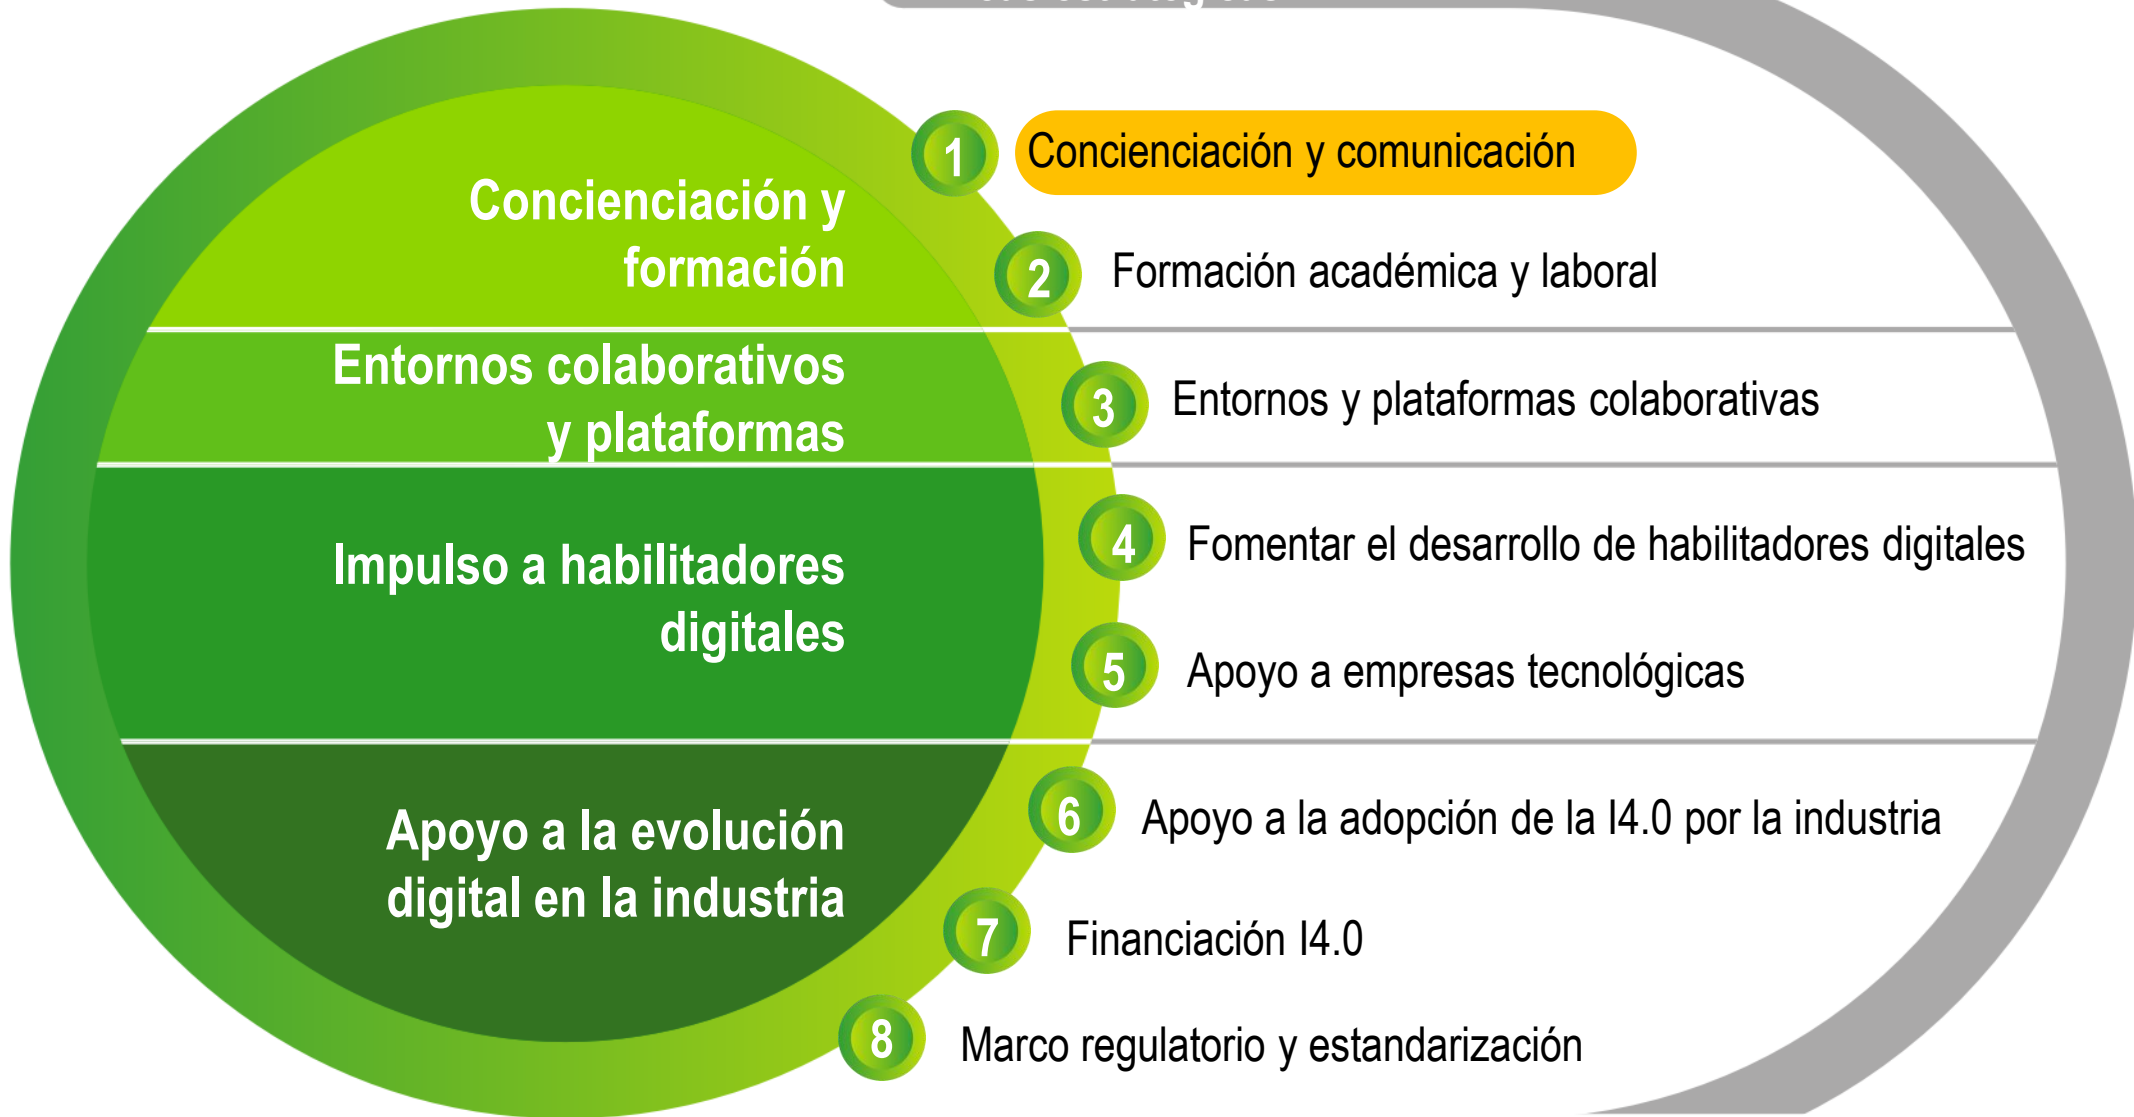 Concienciación y
formación
1
Concienciación y comunicación
2
Formación académica y laboral
Entornos colaborativos
y plataformas
3
Entornos y plataformas colaborativas
Impulso a habilitadores
digitales
4
Fomentar el desarrollo de habilitadores digitales
5
Apoyo a empresas tecnológicas
Apoyo a la evolución
digital en la industria
6
Apoyo a la adopción de la I4.0 por la industria
7
Financiación I4.0
8
Marco regulatorio y estandarización